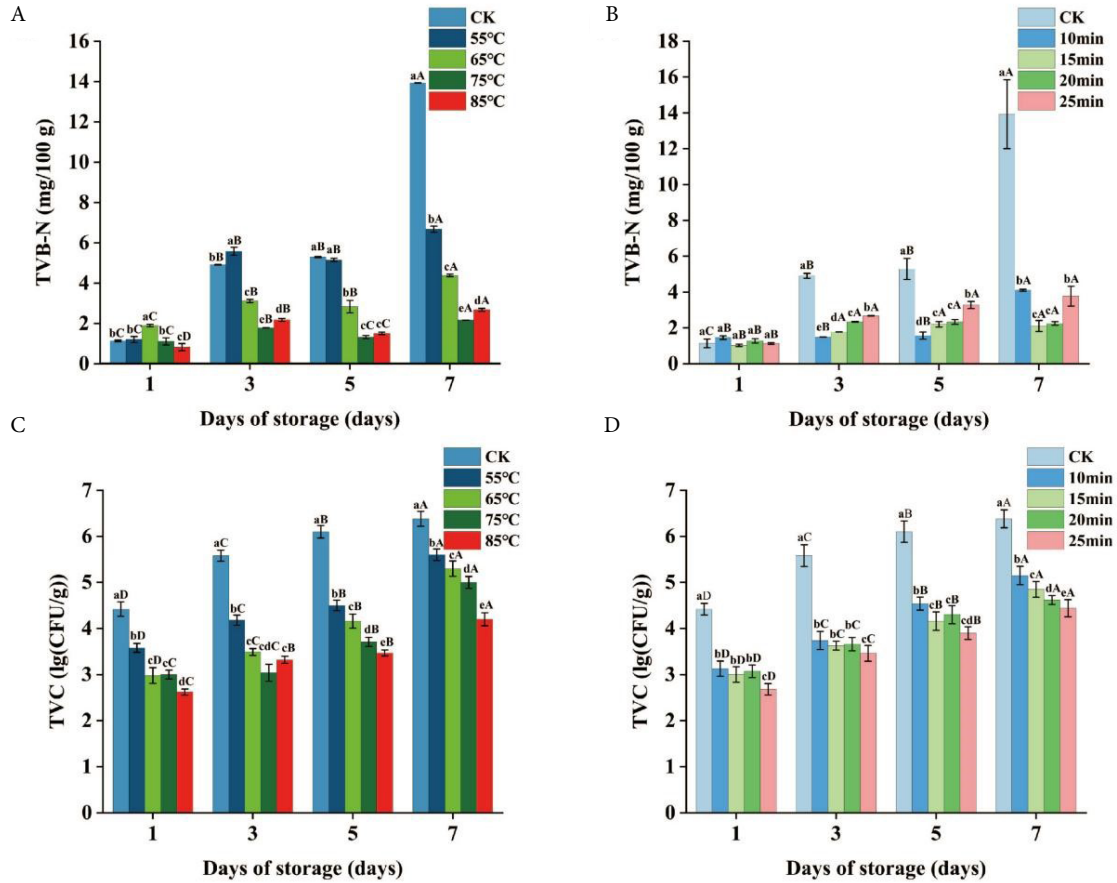 A
CK
55℃
65℃
75℃
85℃
16
14
12
10
8
6
4
2
0
TVB-N (mg/100 g)
bC bC aC bC cD
bB aB cB eB dB
aB aB bB cC cC
aA bA cA eA dA
1 3 5 7
Days of storage (days)
B
CK
10min
15min
20min
25min
18
16
14
12
10
8
6
4
2
0
TVB-N (mg/100 g)
aC aB aB aB aB
aB eB dA cA bA
aB dB cA cA bA
aA bA cA cA bA
1 3 5 7
Days of storage (days)
C
CK
55℃
65℃
75℃
85℃
7
6
5
4
3
2
1
0
TVC (lg(CFU/g))
aD bD cD cC dC
aC bC cC cdC cB
aB bB cB dB eB
aA bA cA dA eA
1 3 5 7
Days of storage (days)
D
CK
10min
15min
20min
25min
7
6
5
4
3
2
1
0
TVC (lg(CFU/g))
aD bD bD bD cD
aC bC bC bC cC
aB bB cB cB cdB
aA bA cA dA eA
1 3 5 7
Days of storage (days)